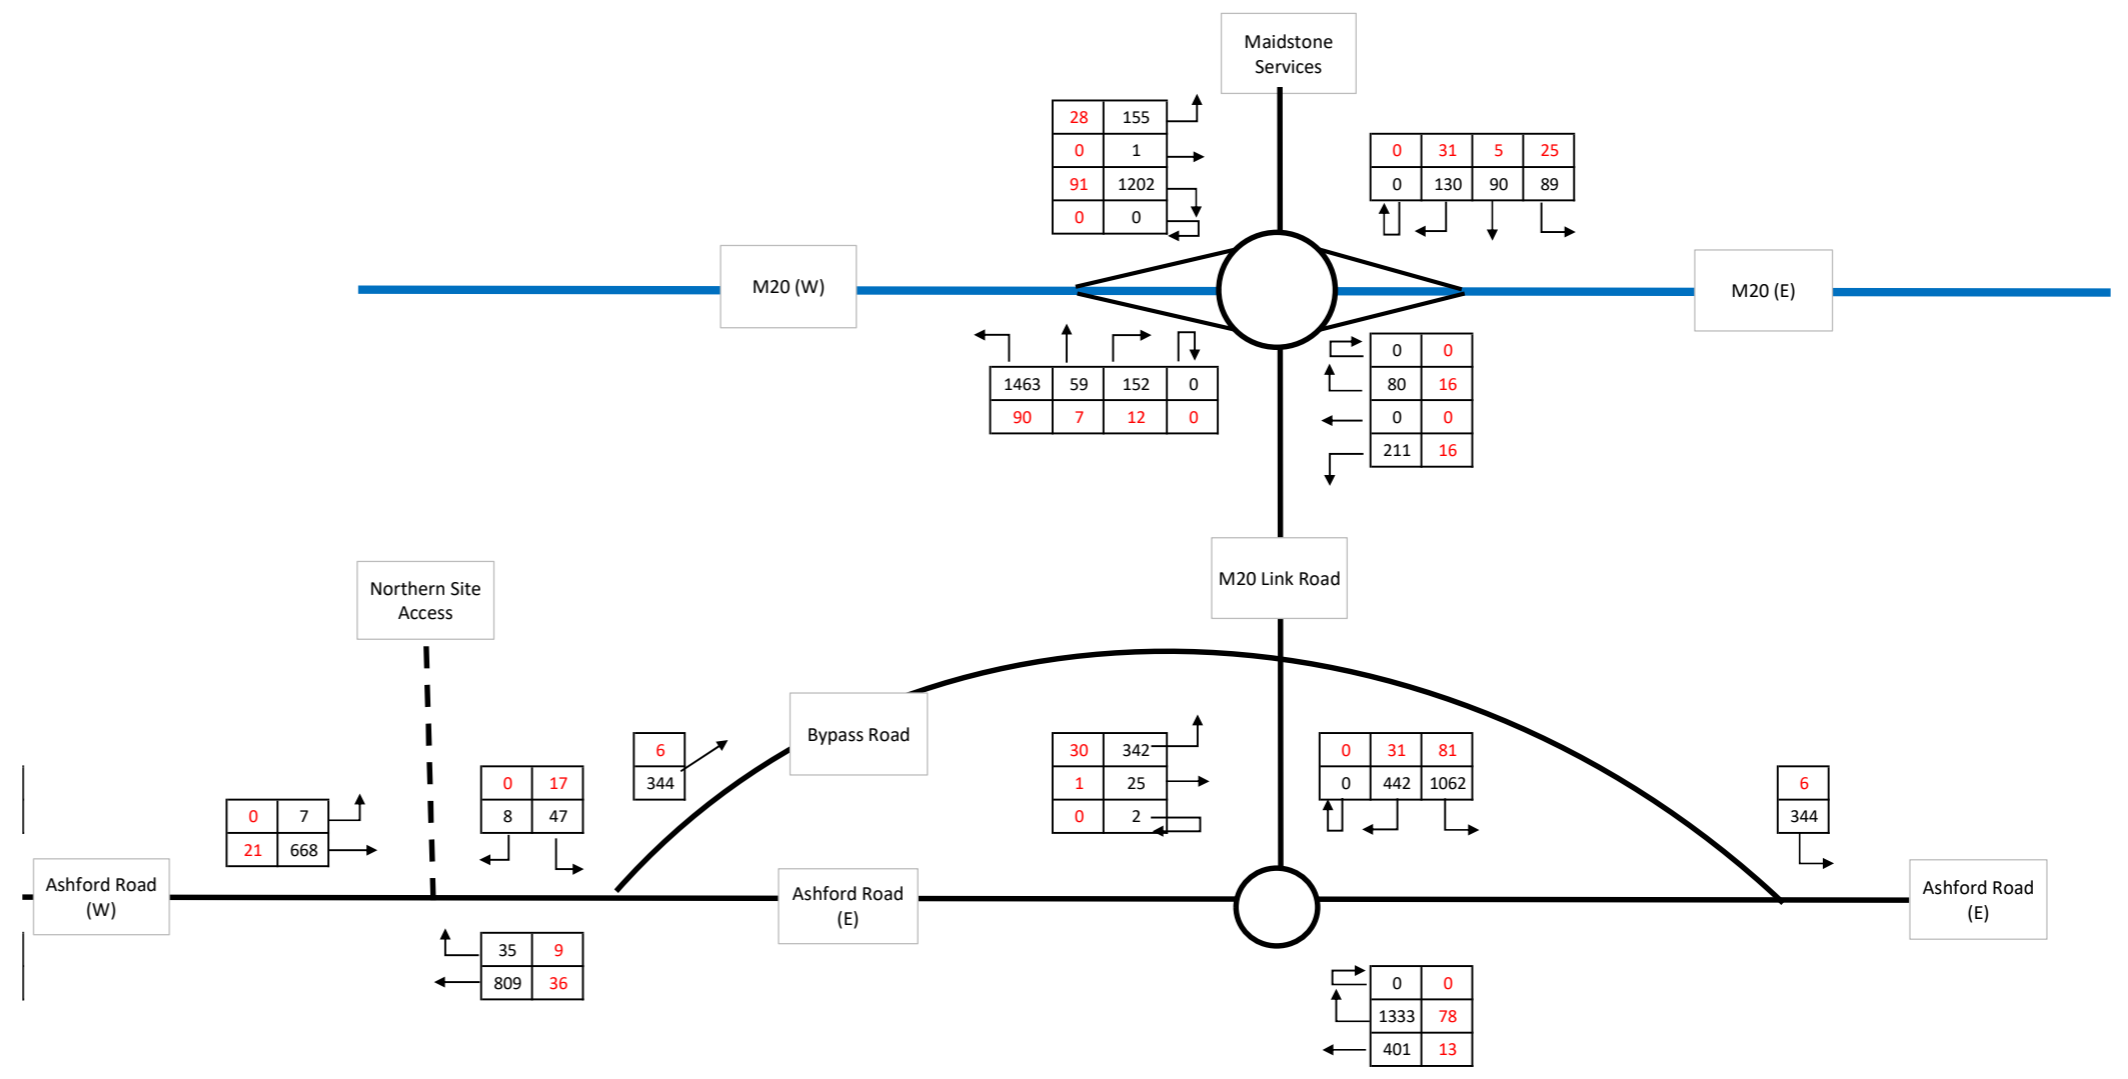 Maidstone
Services
28 155
0 1
91 1202
0 0
0 31 5 25
0 130 90 89
M20 (W)
M20 (E)
1463 59 152 0
90 7 12 0
0 0
80 16
0 0
211 16
M20 Link Road
Northern Site
Access
Bypass Road
6
344
0 17
8 47
0 7
21 668
30 342
1 25
0 2
0 31 81
0 442 1062
6
344
Ashford Road
(W)
Ashford Road
(E)
Ashford Road
(E)
35 9
809 36
0 0
1333 78
401 13